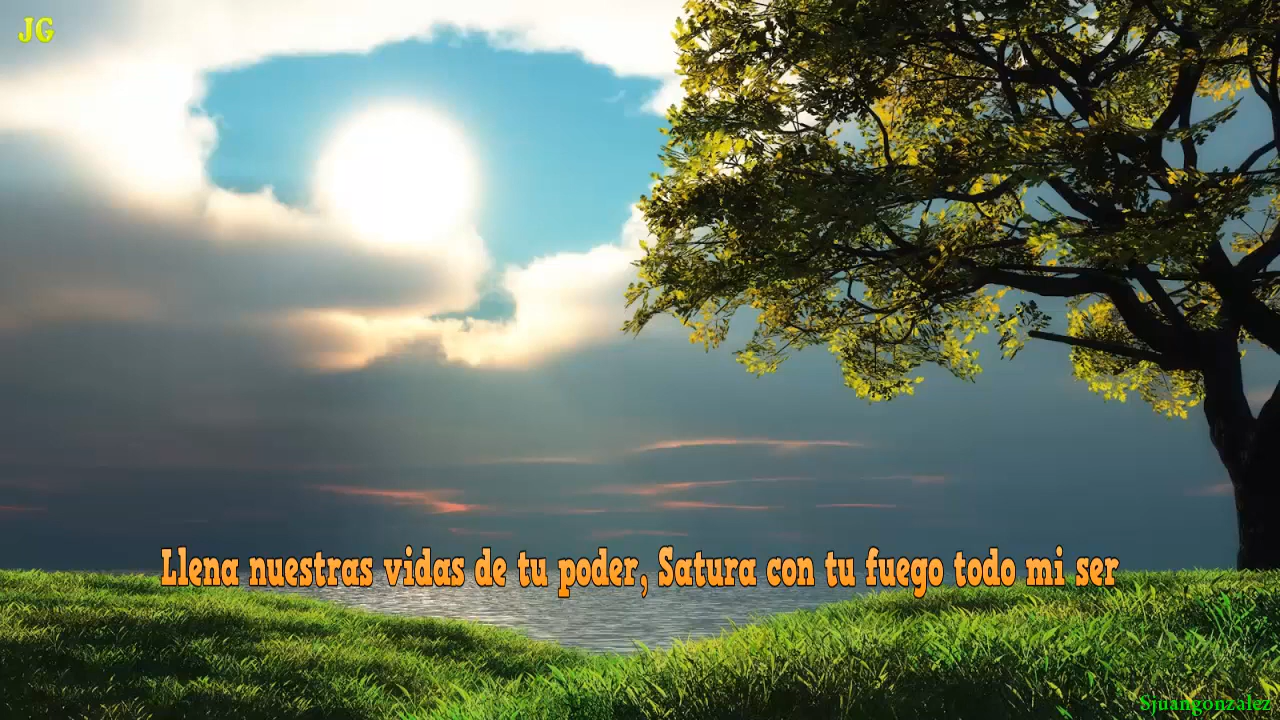 JG
Llena nuestras vidas de tu poder, Satura con tu fuego todo mi ser
Sjuangonzalez